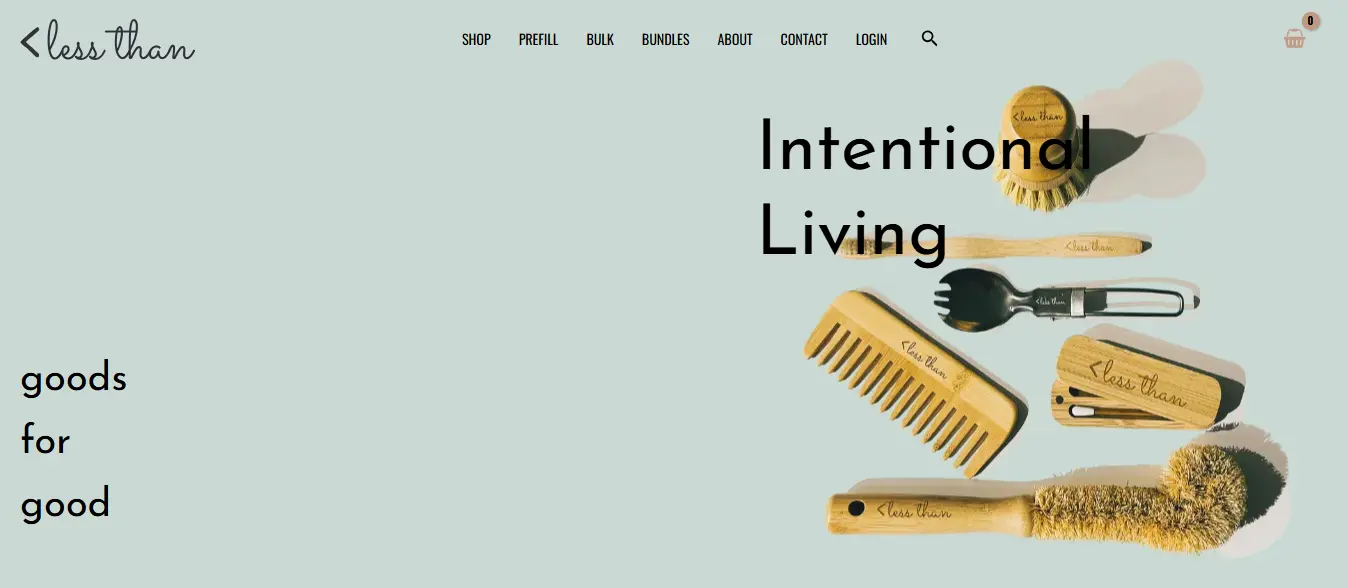 <less than
SHOP PREFILL BULK BUNDLES ABOUT CONTACT LOGIN
0
Intentional
Living
goods
for
good
<less than
<less than
<less than
<less than
<less than
<less than